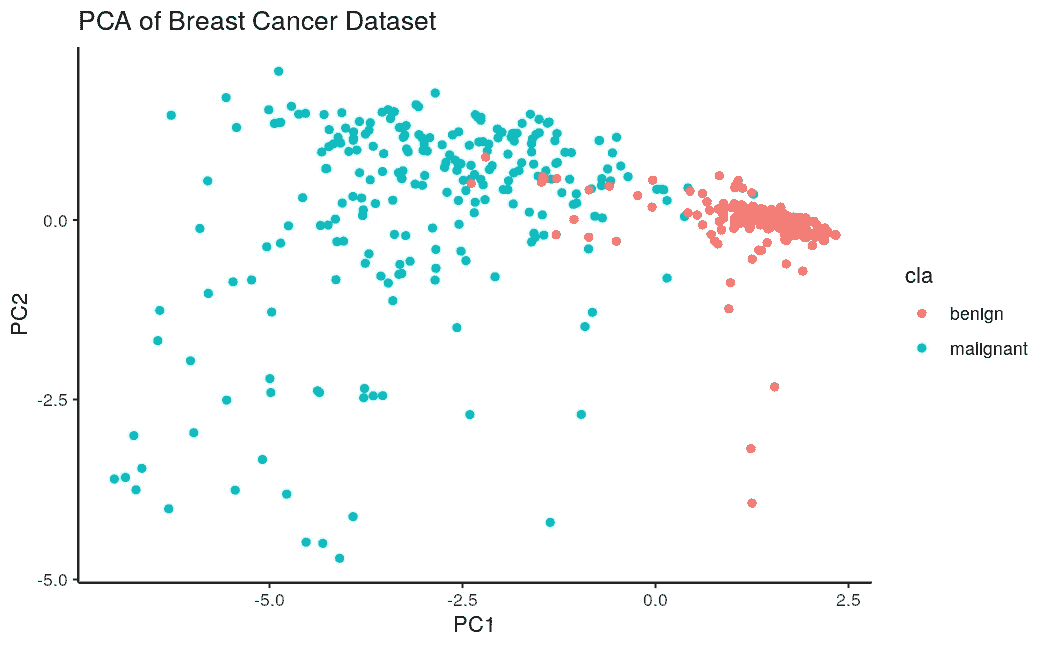 PCA of Breast Cancer Dataset
0.0
-2.5
-5.0
PC2
-5.0
-2.5
0.0
2.5
PC1
cla
benign
malignant